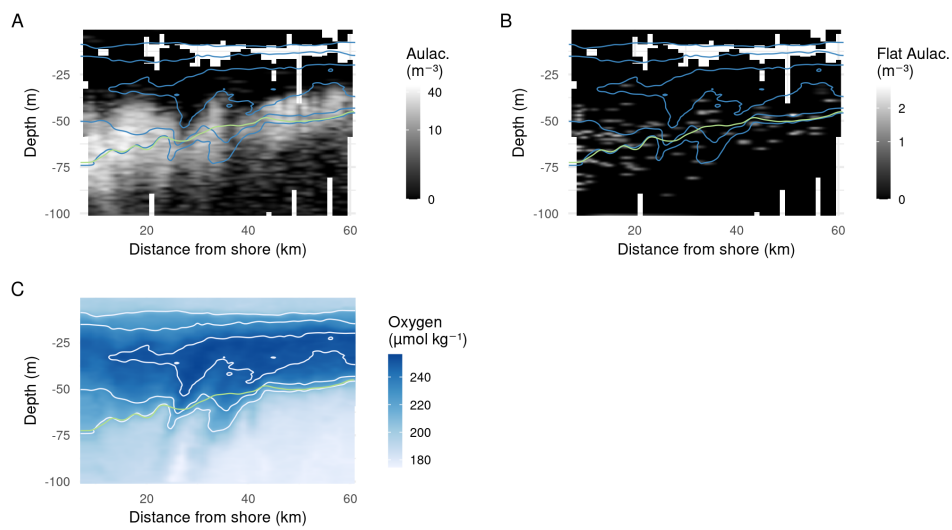 A
B
Aulac.
(m⁻³)
Flat Aulac.
(m⁻³)
-25
-50
-75
-100
Depth (m)
20
40
60
Distance from shore (km)
40
10
0
-25
-50
-75
-100
Depth (m)
20
40
60
Distance from shore (km)
2
1
0
C
Oxygen
(μmol kg⁻¹)
-25
-50
-75
-100
Depth (m)
20
40
60
Distance from shore (km)
240
220
200
180